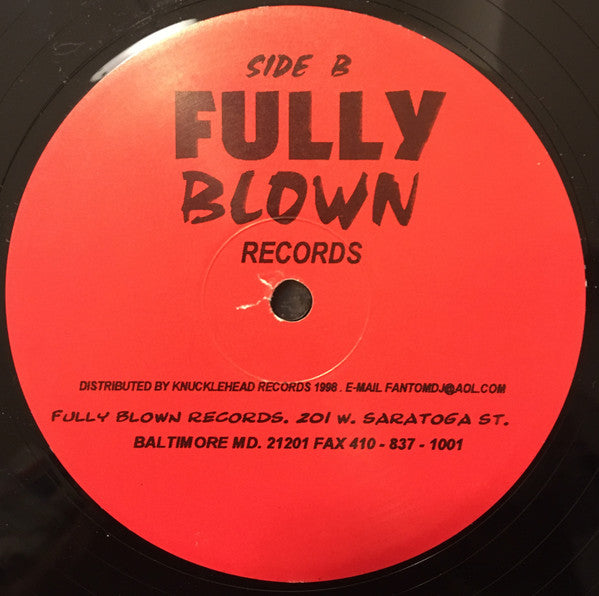 SIDE B
FULLY
BLOWN
RECORDS
DISTRIBUTED BY KNUCKLEHEAD RECORDS 1998 . E-MAIL FANTOMDJ@AOL.COM
FULLY BLOWN RECORDS. 201 W. SARATOGA ST.
BALTIMORE MD. 21201 FAX 410 - 837 - 1001